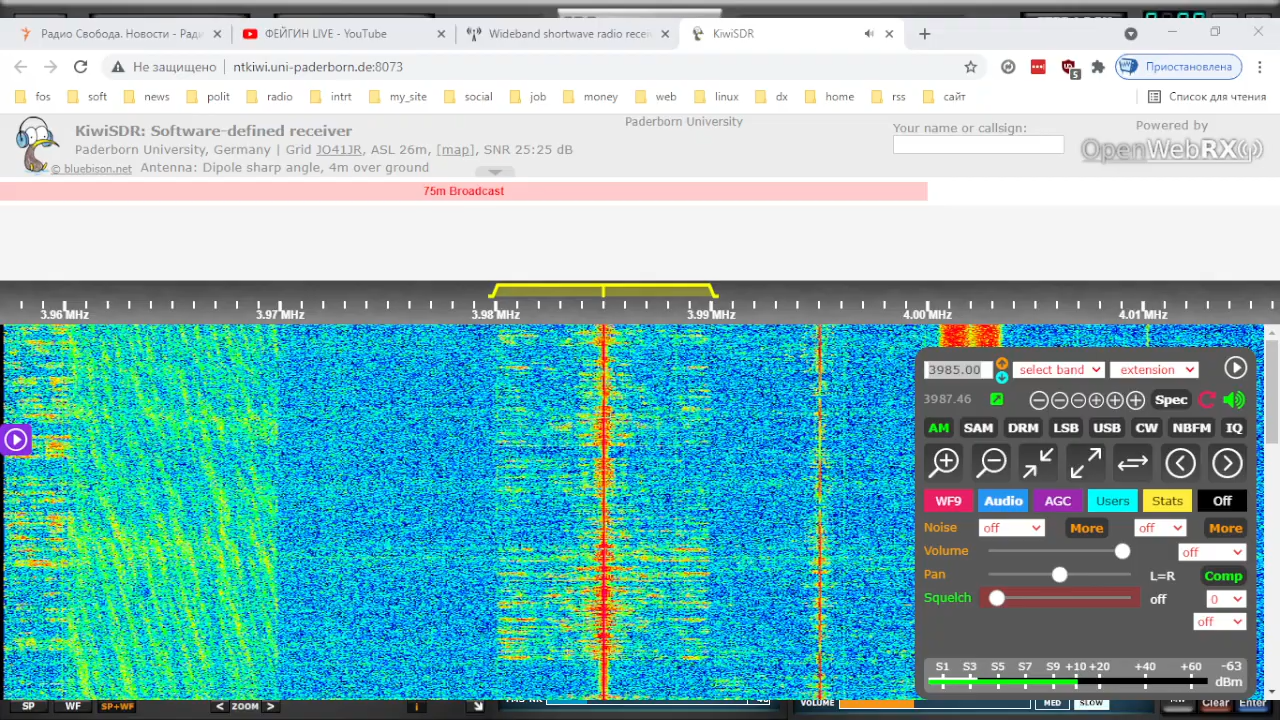 Радио Свобода. Новости - Ради
ФЕЙГИН LIVE - YouTube
Wideband shortwave radio recei
KiwiSDR
Не защищено
ntkiwi.uni-paderborn.de:8073
5
Приостановлена
fos
soft
news
polit
radio
intrt
my_site
social
job
money
web
linux
dx
home
rss
сайт
Список для чтения
KiwiSDR: Software-defined receiver
Paderborn University, Germany | Grid JO41JR, ASL 26m, [map], SNR 25:25 dB
© bluebison.net Antenna: Dipole sharp angle, 4m over ground
Paderborn University
Your name or callsign:
Powered by
OpenWebRX
75m Broadcast
3.96 MHz 3.97 MHz 3.98 MHz 3.99 MHz 4.00 MHz 4.01 MHz
3985.00 select band extension
3987.46 Spec
AM SAM DRM LSB USB CW NBFM IQ
WF9 Audio AGC Users Stats Off
Noise off More off More
Volume off
Pan L=R Comp
Squelch off 0
off
S1 S3 S5 S7 S9 +10 +20 +40 +60 -63
dBm
SP WF SP+WF < ZOOM > VOLUME MED SLOW Clear Enter